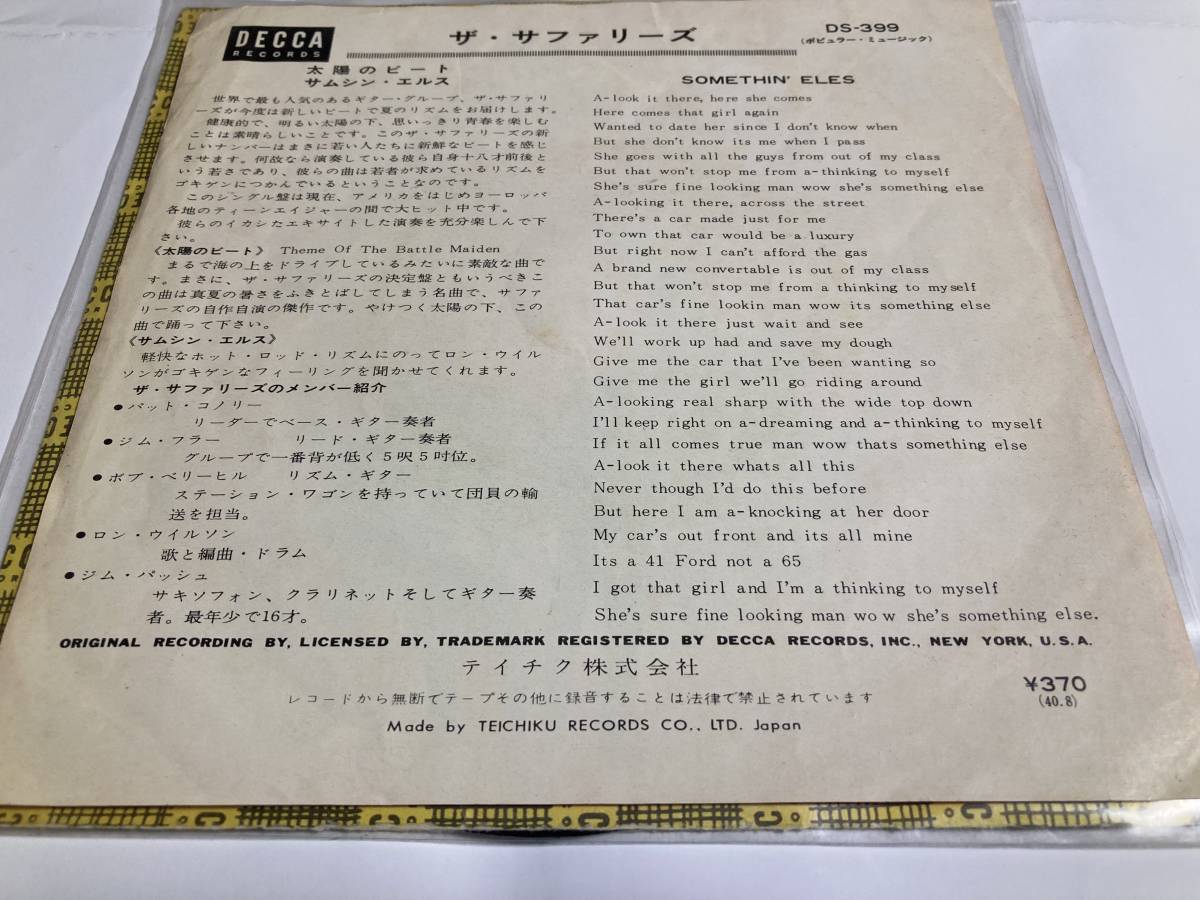 DECCA
RECORDS
ザ・サファリーズ
DS-399
(ポピュラー・ミュージック)
太陽のビート
サムシン・エルス
世界で最も人気のあるギター・グループ、ザ・サファリ
ーズが今度は新しいビートで夏のリズムをお届けします。
健康的で、明るい太陽の下、思いっきり青春を楽しむ
ことは素晴らしいことです。このザ・サファリーズの新
しいナンバーはまさに若い人たちに新鮮なビートを感じ
させます。何故なら演奏している彼ら自身十八才前後と
いう若さであり、彼らの曲は若者が求めているリズムを
ゴキゲンにつかんでいるということなのです。
このシングル盤は現在、アメリカをはじめヨーロッパ
各地のティーンエイジャーの間で大ヒット中です。
彼らのイカシたエキサイトした演奏を充分楽しんで下
さい。
《太陽のビート》 Theme Of The Battle Maiden
まるで海の上をドライブしているみたいに素敵な曲で
す。まさに、ザ・サファリーズの決定盤ともいうべきこ
の曲は真夏の暑さをふきとばしてしまう名曲で、サファ
リーズの自作自演の傑作です。やけつく太陽の下、この
曲で踊って下さい。
《サムシン・エルス》
軽快なホット・ロッド・リズムにのってロン・ウイル
ソンがゴキゲンなフィーリングを聞かせてくれます。
ザ・サファリーズのメンバー紹介
●パット・コノリー
リーダーでベース・ギター奏者
●ジム・フラー リード・ギター奏者
グループで一番背が低く5呎5吋位。
●ボブ・ベリーヒル リズム・ギター
ステーション・ワゴンを持っていて団員の輸
送を担当。
●ロン・ウイルソン
歌と編曲・ドラム
●ジム・パッシュ
サキソフォン、クラリネットそしてギター奏
者。最年少で16才。
SOMETHIN' ELES
A-look it there, here she comes
Here comes that girl again
Wanted to date her since I don't know when
But she don't know its me when I pass
She goes with all the guys from out of my class
But that won't stop me from a-thinking to myself
She's sure fine looking man wow she's something else
A-looking it there, across the street
There's a car made just for me
To own that car would be a luxury
But right now I can't afford the gas
A brand new convertable is out of my class
But that won't stop me from a thinking to myself
That car's fine lookin man wow its something else
A-look it there just wait and see
We'll work up had and save my dough
Give me the car that I've been wanting so
Give me the girl we'll go riding around
A-looking real sharp with the wide top down
I'll keep right on a-dreaming and a-thinking to myself
If it all comes true man wow thats something else
A-look it there whats all this
Never though I'd do this before
But here I am a-knocking at her door
My car's out front and its all mine
Its a 41 Ford not a 65
I got that girl and I'm a thinking to myself
She's sure fine looking man wo w she's something else.
ORIGINAL RECORDING BY, LICENSED BY, TRADEMARK REGISTERED BY DECCA RECORDS, INC., NEW YORK, U.S.A.
テイチク株式会社
レコードから無断でテープその他に録音することは法律で禁止されています
¥370
(40.8)
Made by TEICHIKU RECORDS CO., LTD. Japan